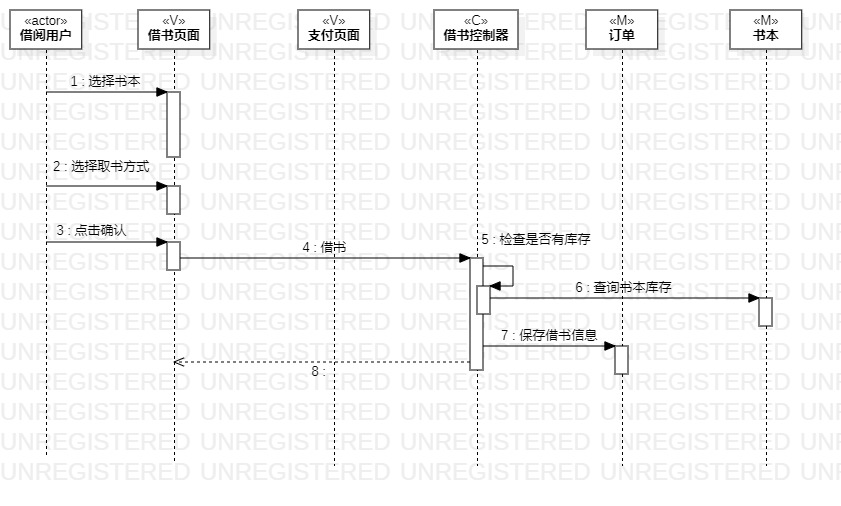 «actor» «V» «V» «C» «M» «M»
借阅用户 借书页面 支付页面 借书控制器 订单 书本
1 : 选择书本
2 : 选择取书方式
3 : 点击确认
4 : 借书
5 : 检查是否有库存
6 : 查询书本库存
7 : 保存借书信息
8 :
UNREGISTERED UNREGISTERED UNREGISTERED UNREGISTERED